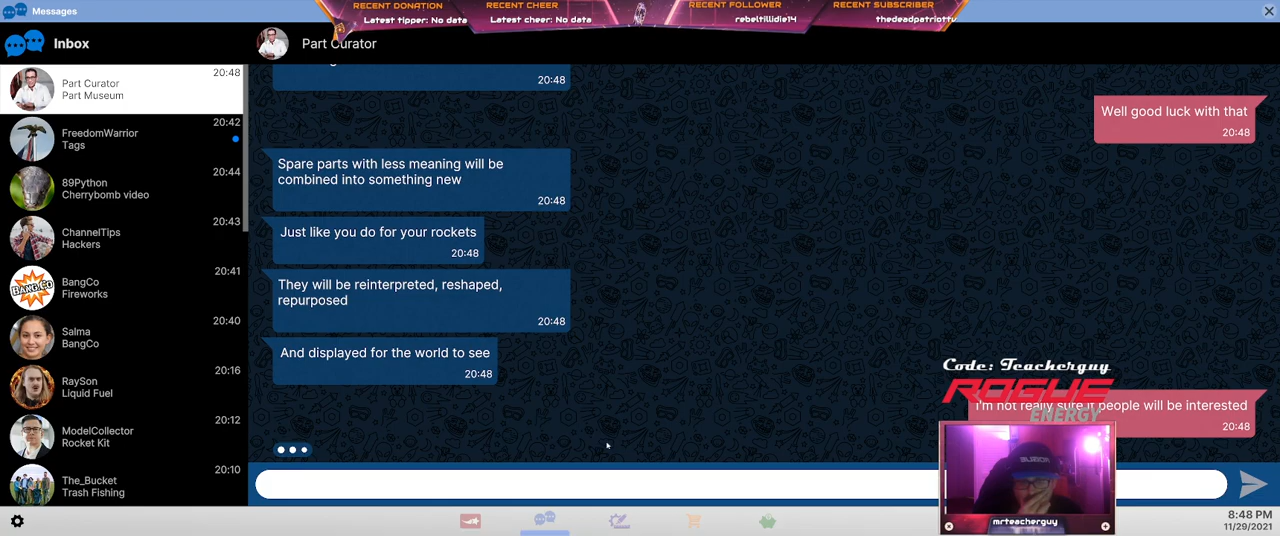 Messages
RECENT DONATION
Latest tipper: No data
RECENT CHEER
Latest cheer: No data
RECENT FOLLOWER
rebeltillidie14
RECENT SUBSCRIBER
thedeadpatriottv
Inbox
Part Curator
Part Curator
Part Museum
20:48
FreedomWarrior
Tags
20:42
89Python
Cherrybomb video
20:44
ChannelTips
Hackers
20:43
BangCo
Fireworks
20:41
BANG.CO
Salma
BangCo
20:40
RaySon
Liquid Fuel
20:16
ModelCollector
Rocket Kit
20:12
The_Bucket
Trash Fishing
20:10
20:48
Well good luck with that
20:48
Spare parts with less meaning will be
combined into something new
20:48
Just like you do for your rockets
20:48
They will be reinterpreted, reshaped,
repurposed
20:48
And displayed for the world to see
20:48
I'm not really sure if people will be interested
20:48
Code: Teacherguy
ROGUE
ENERGY
mrteacherguy
8:48 PM
11/29/2021